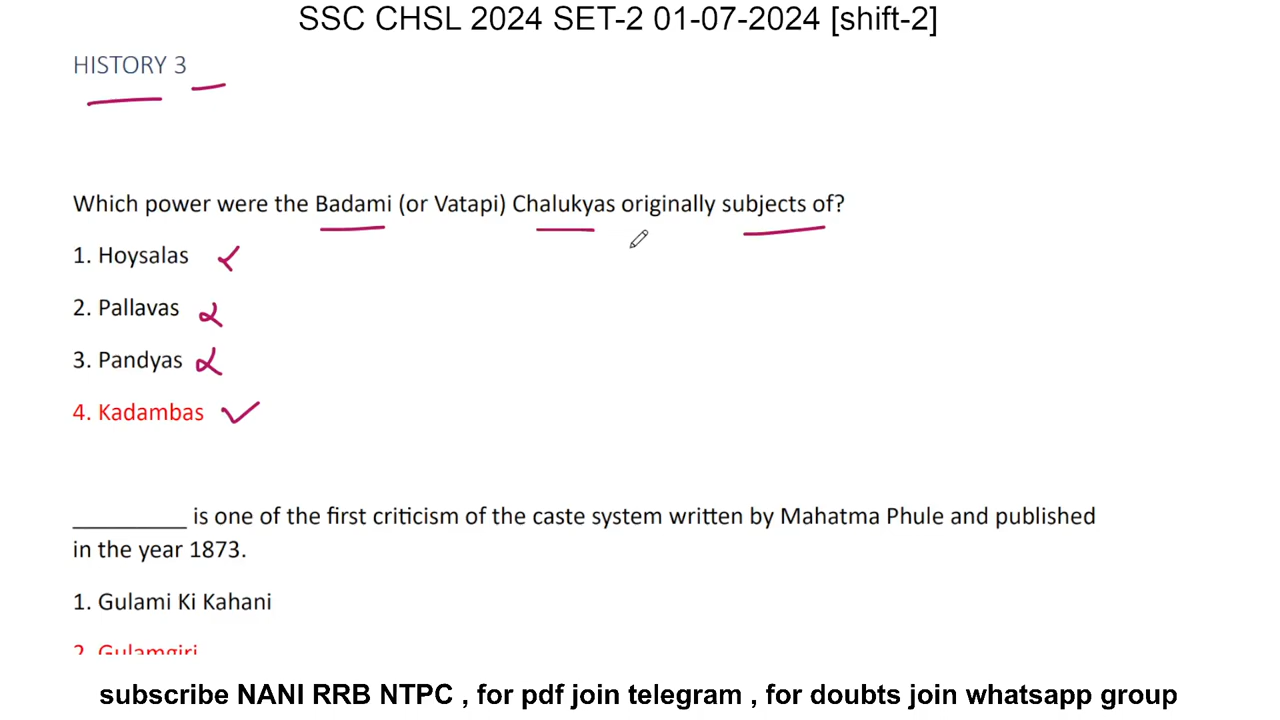 SSC CHSL 2024 SET-2 01-07-2024 [shift-2]
HISTORY 3
Which power were the Badami (or Vatapi) Chalukyas originally subjects of?
1. Hoysalas
2. Pallavas
3. Pandyas
4. Kadambas
_________ is one of the first criticism of the caste system written by Mahatma Phule and published
in the year 1873.
1. Gulami Ki Kahani
2. Gulamgiri
subscribe NANI RRB NTPC , for pdf join telegram , for doubts join whatsapp group